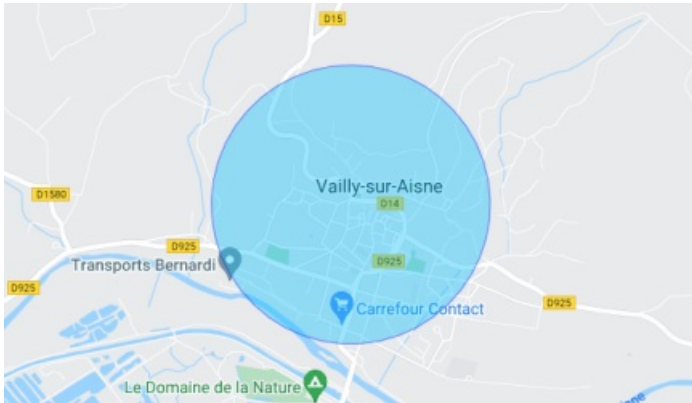 D15
Vailly-sur-Aisne
D1580
D14
D925
Transports Bernardi
D925
D925
D925
Carrefour Contact
Le Domaine de la Nature